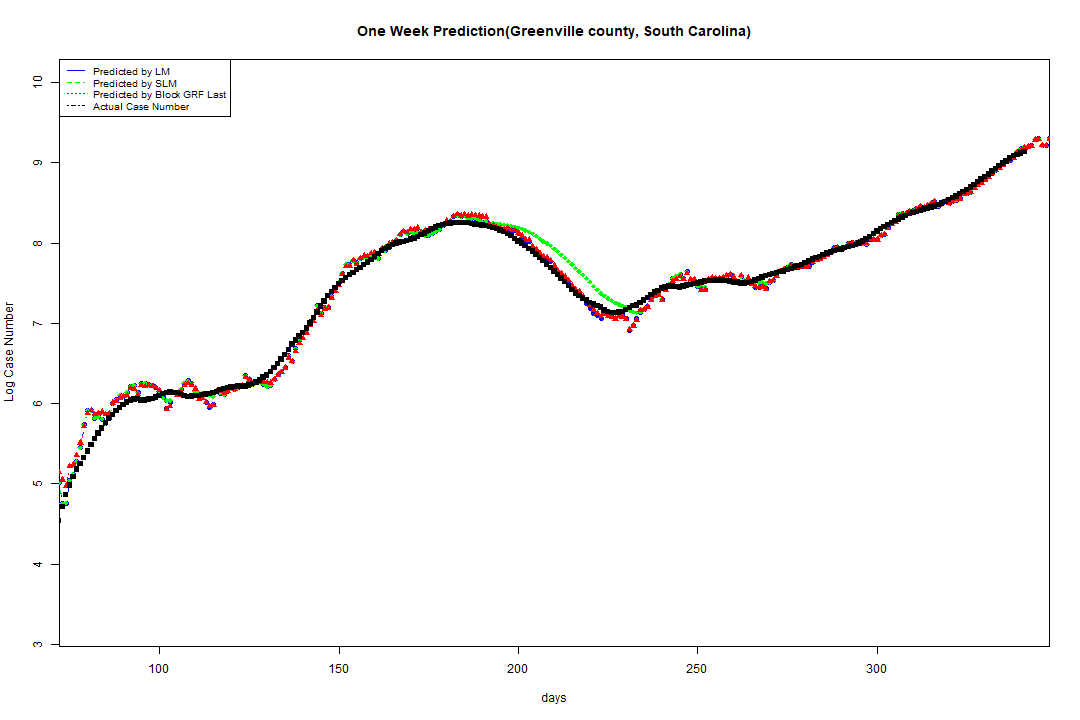 One Week Prediction(Greenville county, South Carolina)
Predicted by LM
Predicted by SLM
Predicted by Block GRF Last
Actual Case Number
10
9
8
7
6
5
4
3
Log Case Number
100 150 200 250 300
days